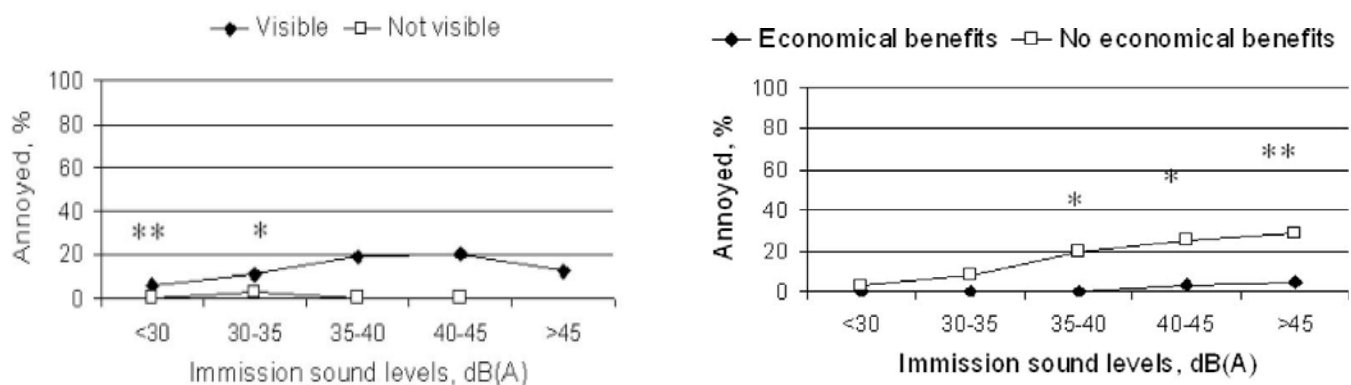 Visible Not visible
100
80
60
40
20
0
Annoyed, %
** *
<30 30-35 35-40 40-45 >45
Immission sound levels, dB(A)
Economical benefits No economical benefits
100
80
60
40
20
0
Annoyed, %
* * **
<30 30-35 35-40 40-45 >45
Immission sound levels, dB(A)